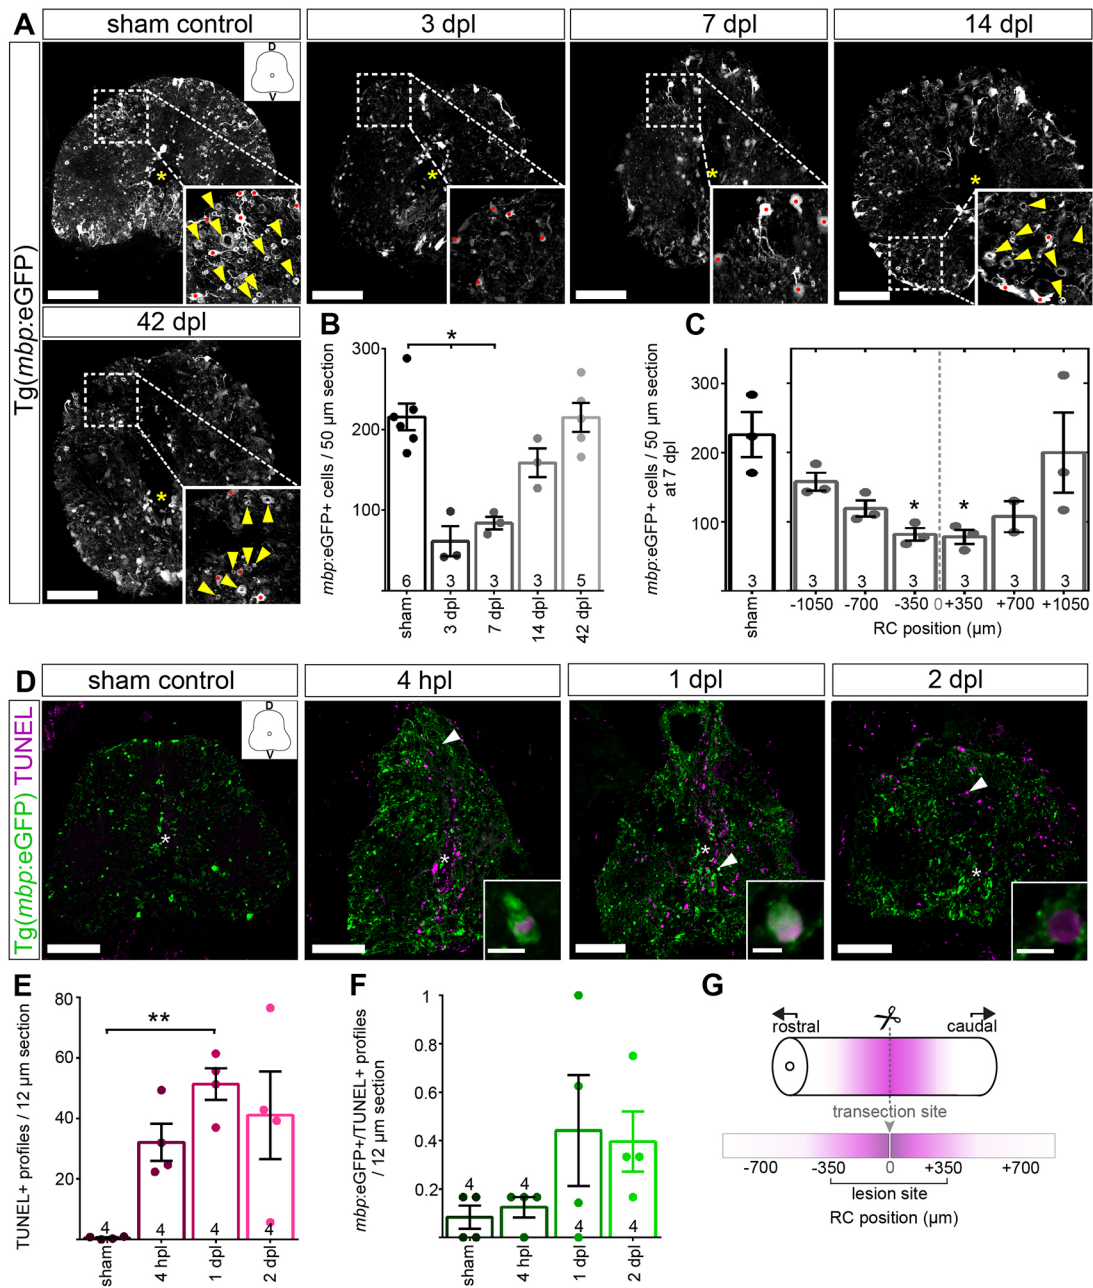 A
sham control
3 dpl
7 dpl
14 dpl
Tg(mbp:eGFP)
D
V
*
*
*
*
42 dpl
*
B
mbp:eGFP+ cells / 50 µm section
300
200
100
*
6
3
3
3
5
sham
3 dpl
7 dpl
14 dpl
42 dpl
C
mbp:eGFP+ cells / 50 µm section
at 7 dpl
300
200
100
*
*
3
3
3
3
3
3
3
sham
-1050
-700
-350
0
+350
+700
+1050
RC position (µm)
D
sham control
4 hpl
1 dpl
2 dpl
Tg(mbp:eGFP) TUNEL
D
V
*
*
*
*
E
TUNEL+ profiles / 12 µm section
80
60
40
20
**
4
4
4
4
sham
4 hpl
1 dpl
2 dpl
F
mbp:eGFP+/TUNEL+ profiles
/ 12 µm section
1
0.8
0.6
0.4
0.2
4
4
4
4
sham
4 hpl
1 dpl
2 dpl
G
rostral
caudal
transection site
-700
-350
0
+350
+700
lesion site
RC position (µm)